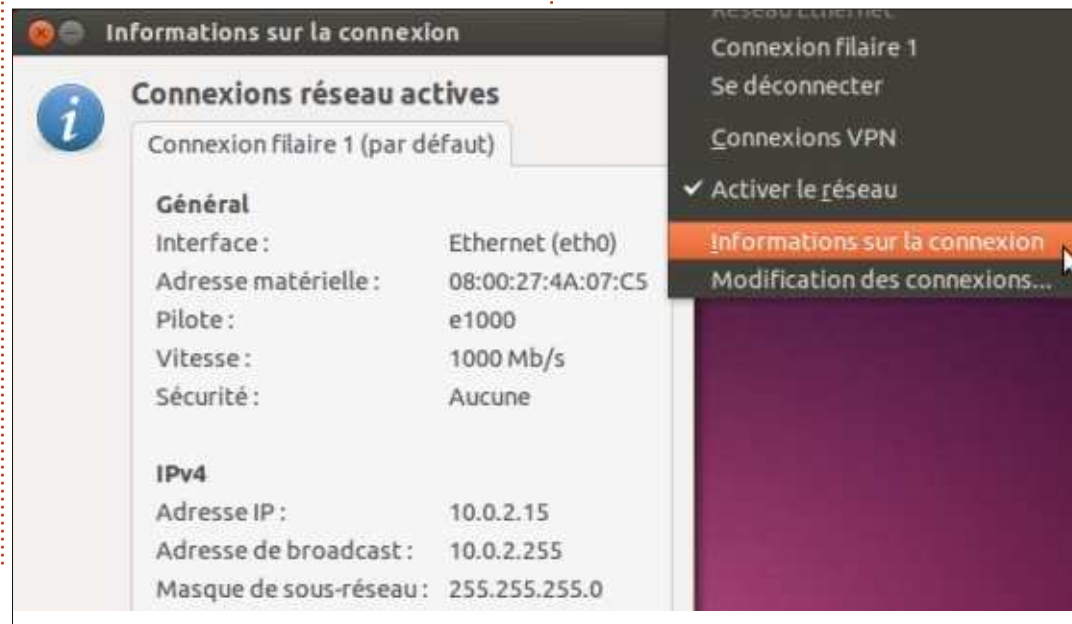 Informations sur la connexion
Connexions réseau actives
Connexion filaire 1 (par défaut)
Général
Interface : Ethernet (eth0)
Adresse matérielle : 08:00:27:4A:07:C5
Pilote : e1000
Vitesse : 1000 Mb/s
Sécurité : Aucune
IPv4
Adresse IP : 10.0.2.15
Adresse de broadcast : 10.0.2.255
Masque de sous-réseau : 255.255.255.0
Réseau Ethernet
Connexion filaire 1
Se déconnecter
Connexions VPN
✔ Activer le réseau
Informations sur la connexion
Modification des connexions...